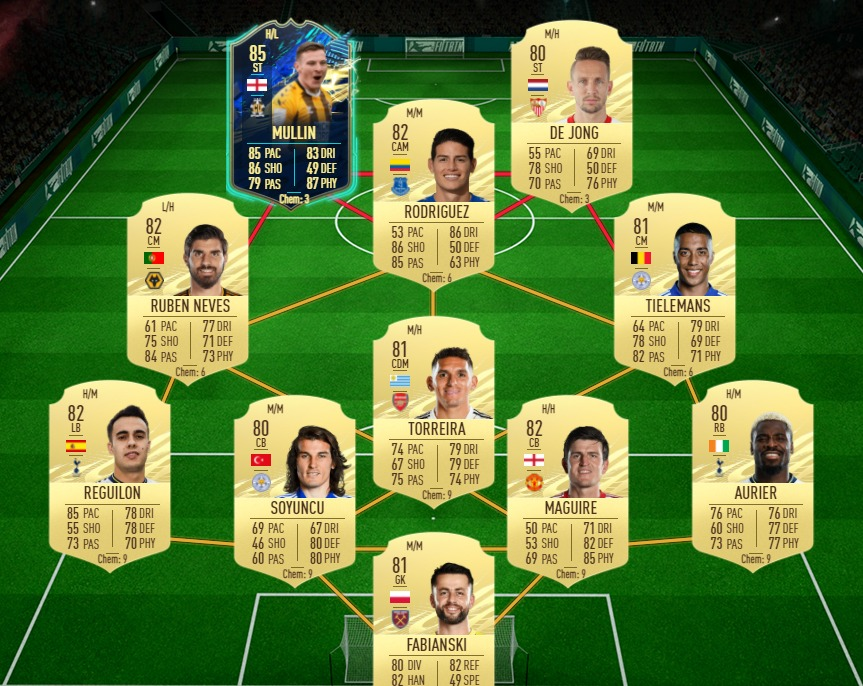 H/L
85
ST
MULLIN
85 PAC 83 DRI
86 SHO 49 DEF
79 PAS 87 PHY
Chem: 3
M/H
80
ST
DE JONG
55 PAC 69 DRI
78 SHO 50 DEF
70 PAS 76 PHY
Chem: 3
M/M
82
CAM
RODRIGUEZ
53 PAC 86 DRI
86 SHO 50 DEF
85 PAS 63 PHY
Chem: 6
L/H
82
CM
RUBEN NEVES
61 PAC 77 DRI
75 SHO 71 DEF
84 PAS 73 PHY
Chem: 6
M/M
81
CM
TIELEMANS
64 PAC 79 DRI
78 SHO 69 DEF
82 PAS 71 PHY
Chem: 6
M/H
81
CDM
TORREIRA
74 PAC 79 DRI
67 SHO 79 DEF
75 PAS 74 PHY
Chem: 9
H/M
82
LB
REGUILON
85 PAC 78 DRI
55 SHO 78 DEF
73 PAS 70 PHY
Chem: 9
M/M
80
CB
SOYUNCU
69 PAC 67 DRI
46 SHO 80 DEF
60 PAS 80 PHY
Chem: 9
H/H
82
CB
MAGUIRE
50 PAC 71 DRI
53 SHO 82 DEF
69 PAS 85 PHY
Chem: 9
H/M
80
RB
AURIER
76 PAC 76 DRI
60 SHO 77 DEF
73 PAS 77 PHY
Chem: 9
M/M
81
GK
FABIANSKI
80 DIV 82 REF
82 HAN 49 SPE